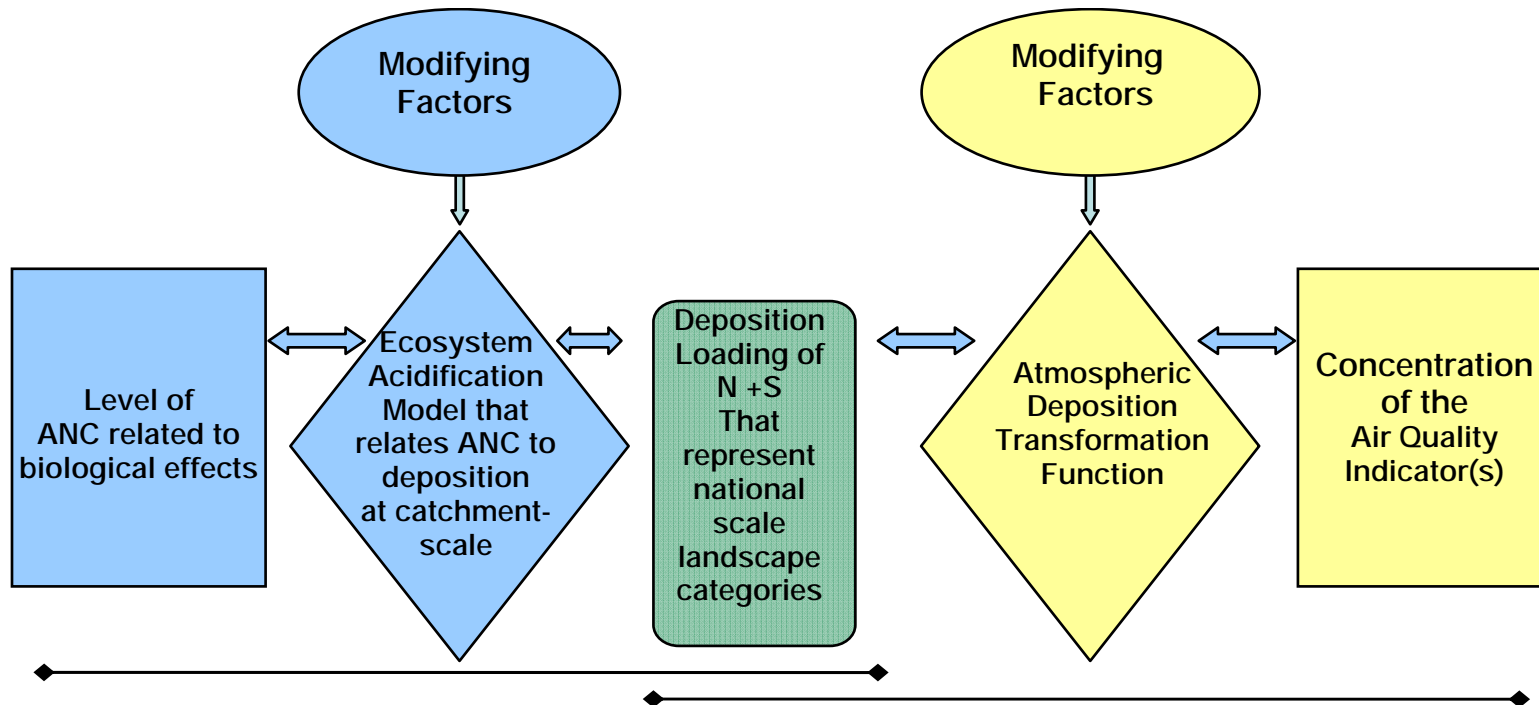 Modifying
Factors
Modifying
Factors
Level of
ANC related to
biological effects
Ecosystem
Acidification
Model that
relates ANC to
deposition
at catchment-
scale
Deposition
Loading of
N +S
That
represent
national
scale
landscape
categories
Atmospheric
Deposition
Transformation
Function
Concentration
of the
Air Quality
Indicator(s)